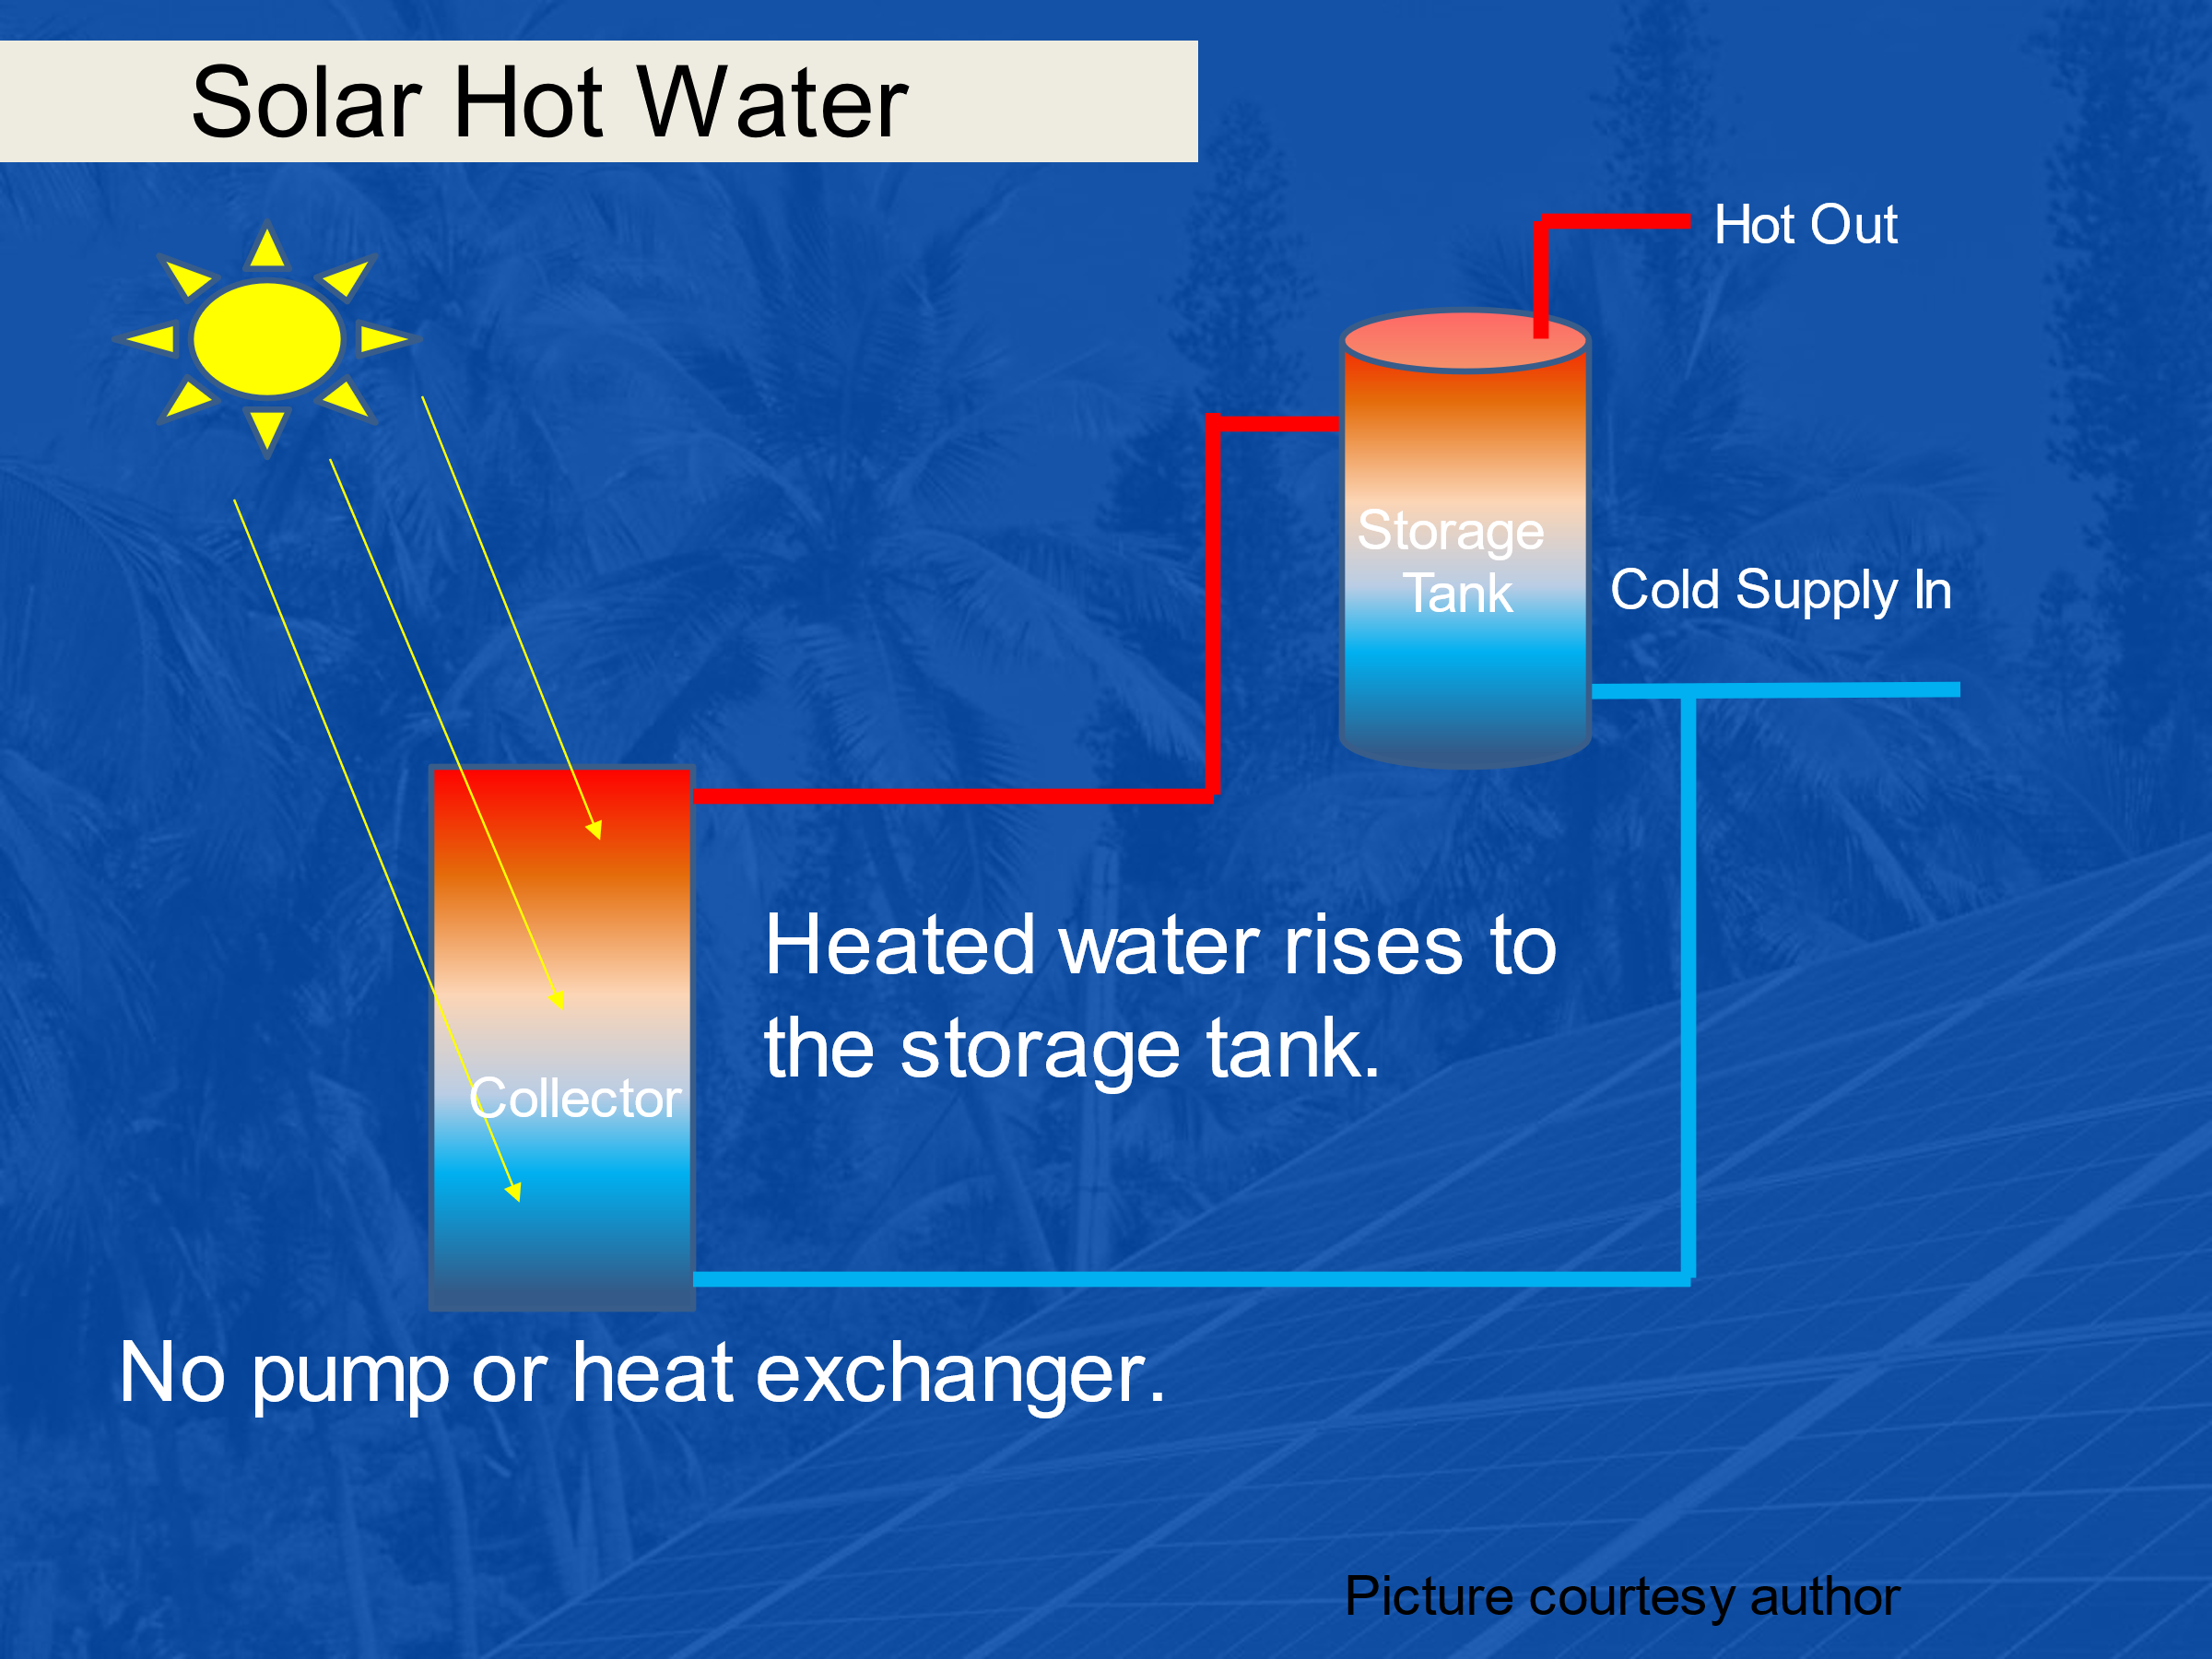 Solar Hot Water
Hot Out
Storage
Tank
Cold Supply In
Heated water rises to
the storage tank.
Collector
No pump or heat exchanger.
Picture courtesy author